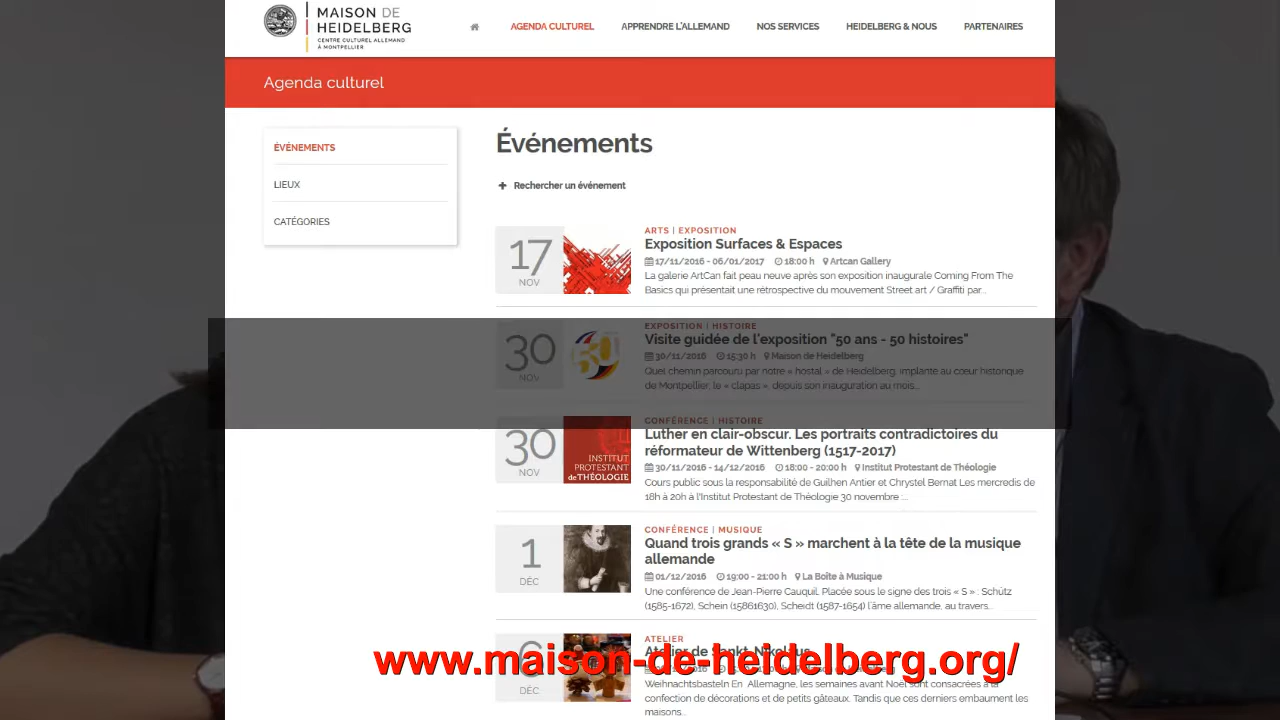 MAISON DE
HEIDELBERG
CENTRE CULTUREL ALLEMAND
À MONTPELLIER
AGENDA CULTUREL
APPRENDRE L'ALLEMAND
NOS SERVICES
HEIDELBERG & NOUS
PARTENAIRES
Agenda culturel
ÉVÉNEMENTS
LIEUX
CATÉGORIES
Événements
+ Rechercher un événement
17
NOV
ARTS | EXPOSITION
Exposition Surfaces & Espaces
17/11/2016 - 06/01/2017 18:00 h Artcan Gallery
La galerie ArtCan fait peau neuve après son exposition inaugurale Coming From The
Basics qui présentait une rétrospective du mouvement Street art / Graffiti par...
30
NOV
50
EXPOSITION | HISTOIRE
Visite guidée de l'exposition "50 ans - 50 histoires"
30/11/2016 15:30 h Maison de Heidelberg
Quel chemin parcouru par notre « hostal » de Heidelberg, implanté au cœur historique
de Montpellier, le « clapas », depuis son inauguration au mois...
30
NOV
INSTITUT
PROTESTANT
de THÉOLOGIE
CONFÉRENCE | HISTOIRE
Luther en clair-obscur. Les portraits contradictoires du
réformateur de Wittenberg (1517-2017)
30/11/2016 - 14/12/2016 18:00 - 20:00 h Institut Protestant de Théologie
Cours public sous la responsabilité de Guilhen Antier et Chrystel Bernat Les mercredis de
18h à 20h à l'Institut Protestant de Théologie 30 novembre :...
1
DÉC
CONFÉRENCE | MUSIQUE
Quand trois grands « S » marchent à la tête de la musique
allemande
01/12/2016 19:00 - 21:00 h La Boîte à Musique
Une conférence de Jean-Pierre Cauquil. Placée sous le signe des trois « S » : Schütz
(1585-1672), Schein (15861630), Scheidt (1587-1654) l'âme allemande, au travers...
6
DÉC
ATELIER
Atelier de Sankt-Nikolaus
www.maison-de-heidelberg.org/
Weihnachtsbasteln En Allemagne, les semaines avant Noël sont consacrées à la
confection de décorations et de petits gâteaux. Tandis que ces derniers embaument les
maisons...